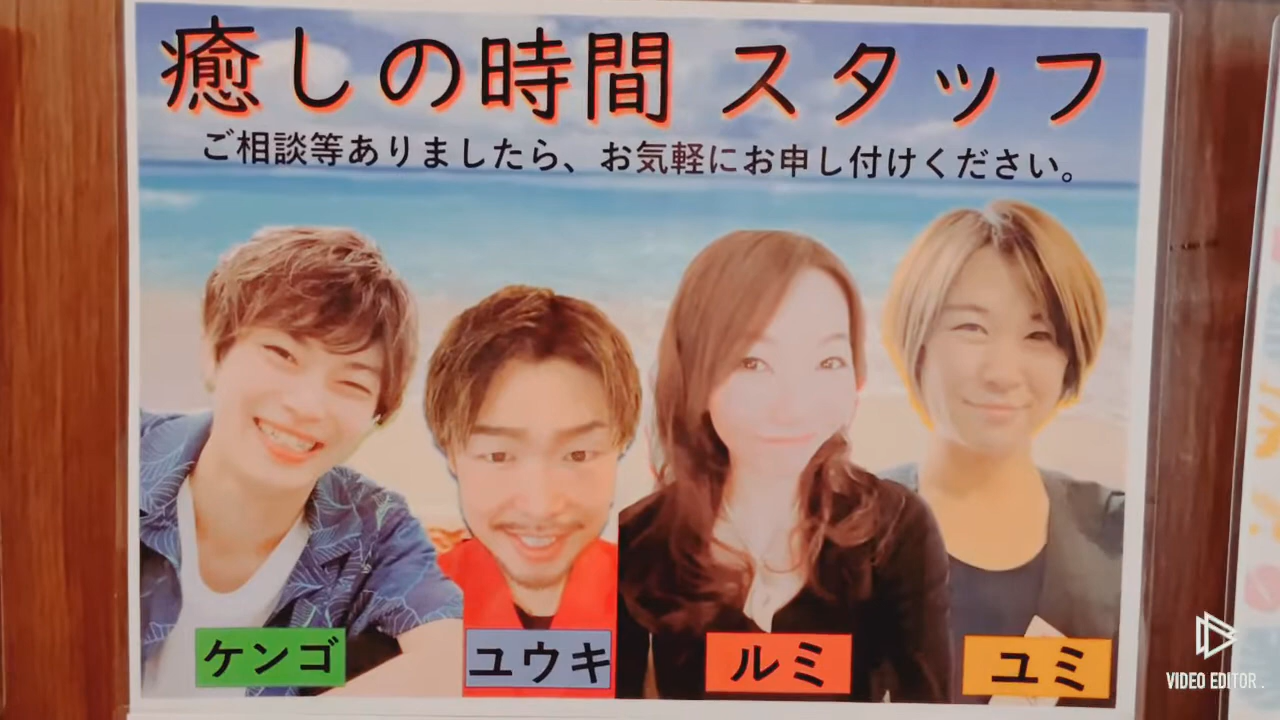 癒しの時間 スタッフ
ご相談等ありましたら、お気軽にお申し付けください。
ケンゴ
ユウキ
ルミ
ユミ
VIDEO EDITOR.